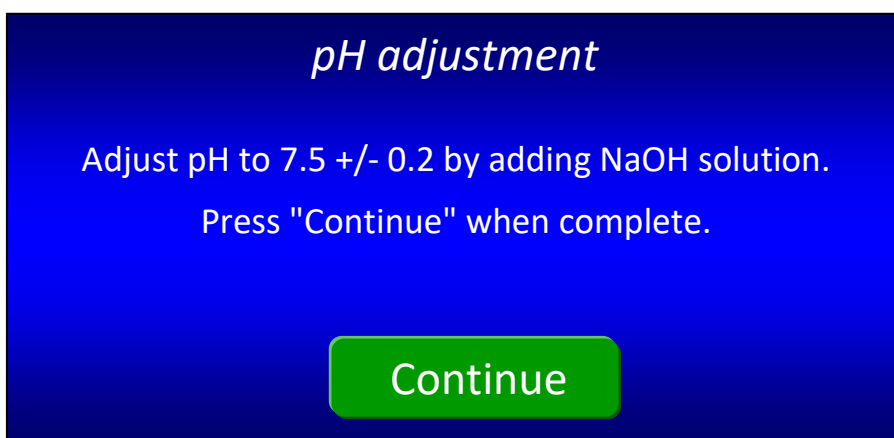 pH adjustment
Adjust pH to 7.5 +/- 0.2 by adding NaOH solution.
Press "Continue" when complete.
Continue